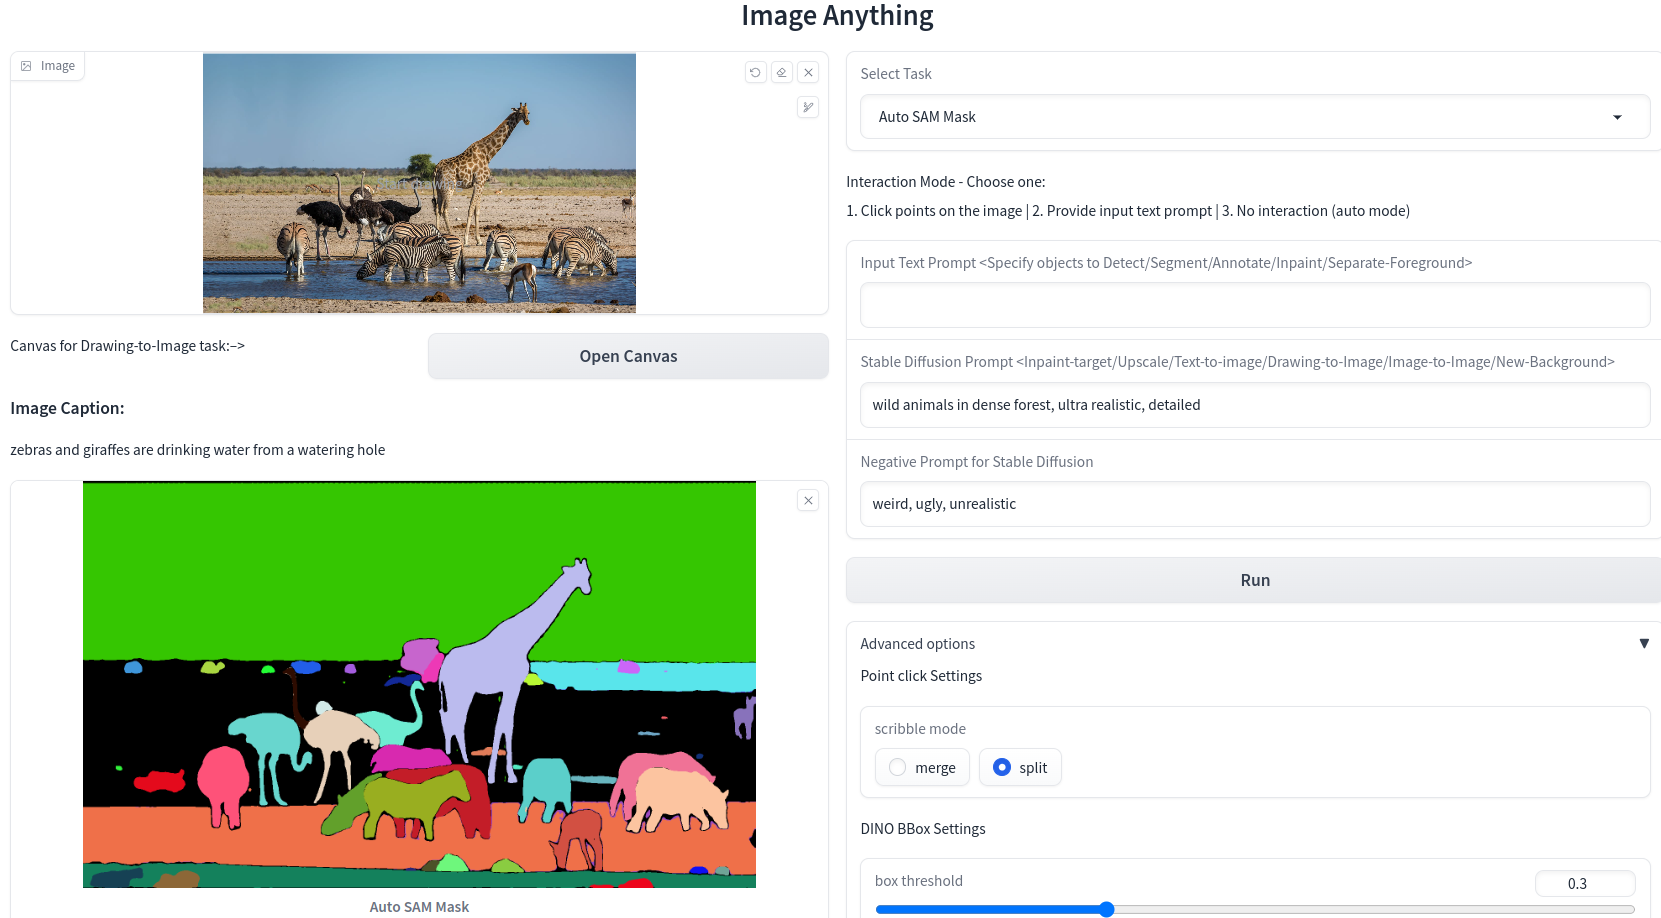 Image Anything
Image
Start drawing
Canvas for Drawing-to-Image task:–>
Open Canvas
Image Caption:
zebras and giraffes are drinking water from a watering hole
Auto SAM Mask
Select Task
Auto SAM Mask
Interaction Mode - Choose one:
1. Click points on the image | 2. Provide input text prompt | 3. No interaction (auto mode)
Input Text Prompt <Specify objects to Detect/Segment/Annotate/Inpaint/Separate-Foreground>
Stable Diffusion Prompt <Inpaint-target/Upscale/Text-to-image/Drawing-to-Image/Image-to-Image/New-Background>
wild animals in dense forest, ultra realistic, detailed
Negative Prompt for Stable Diffusion
weird, ugly, unrealistic
Run
Advanced options
Point click Settings
scribble mode
merge
split
DINO BBox Settings
box threshold
0.3